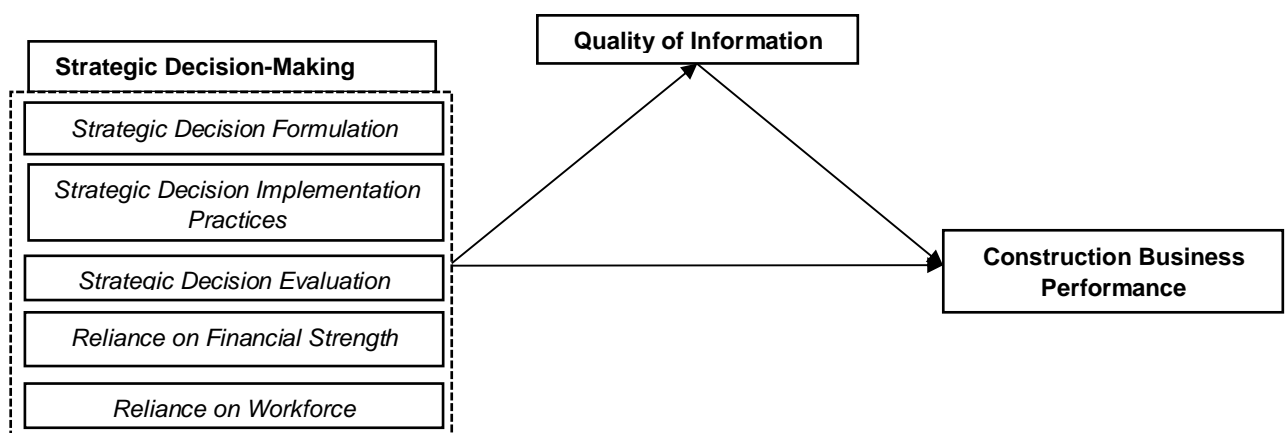 Quality of Information
Strategic Decision-Making
Strategic Decision Formulation
Strategic Decision Implementation
Practices
Strategic Decision Evaluation
Reliance on Financial Strength
Reliance on Workforce
Construction Business
Performance